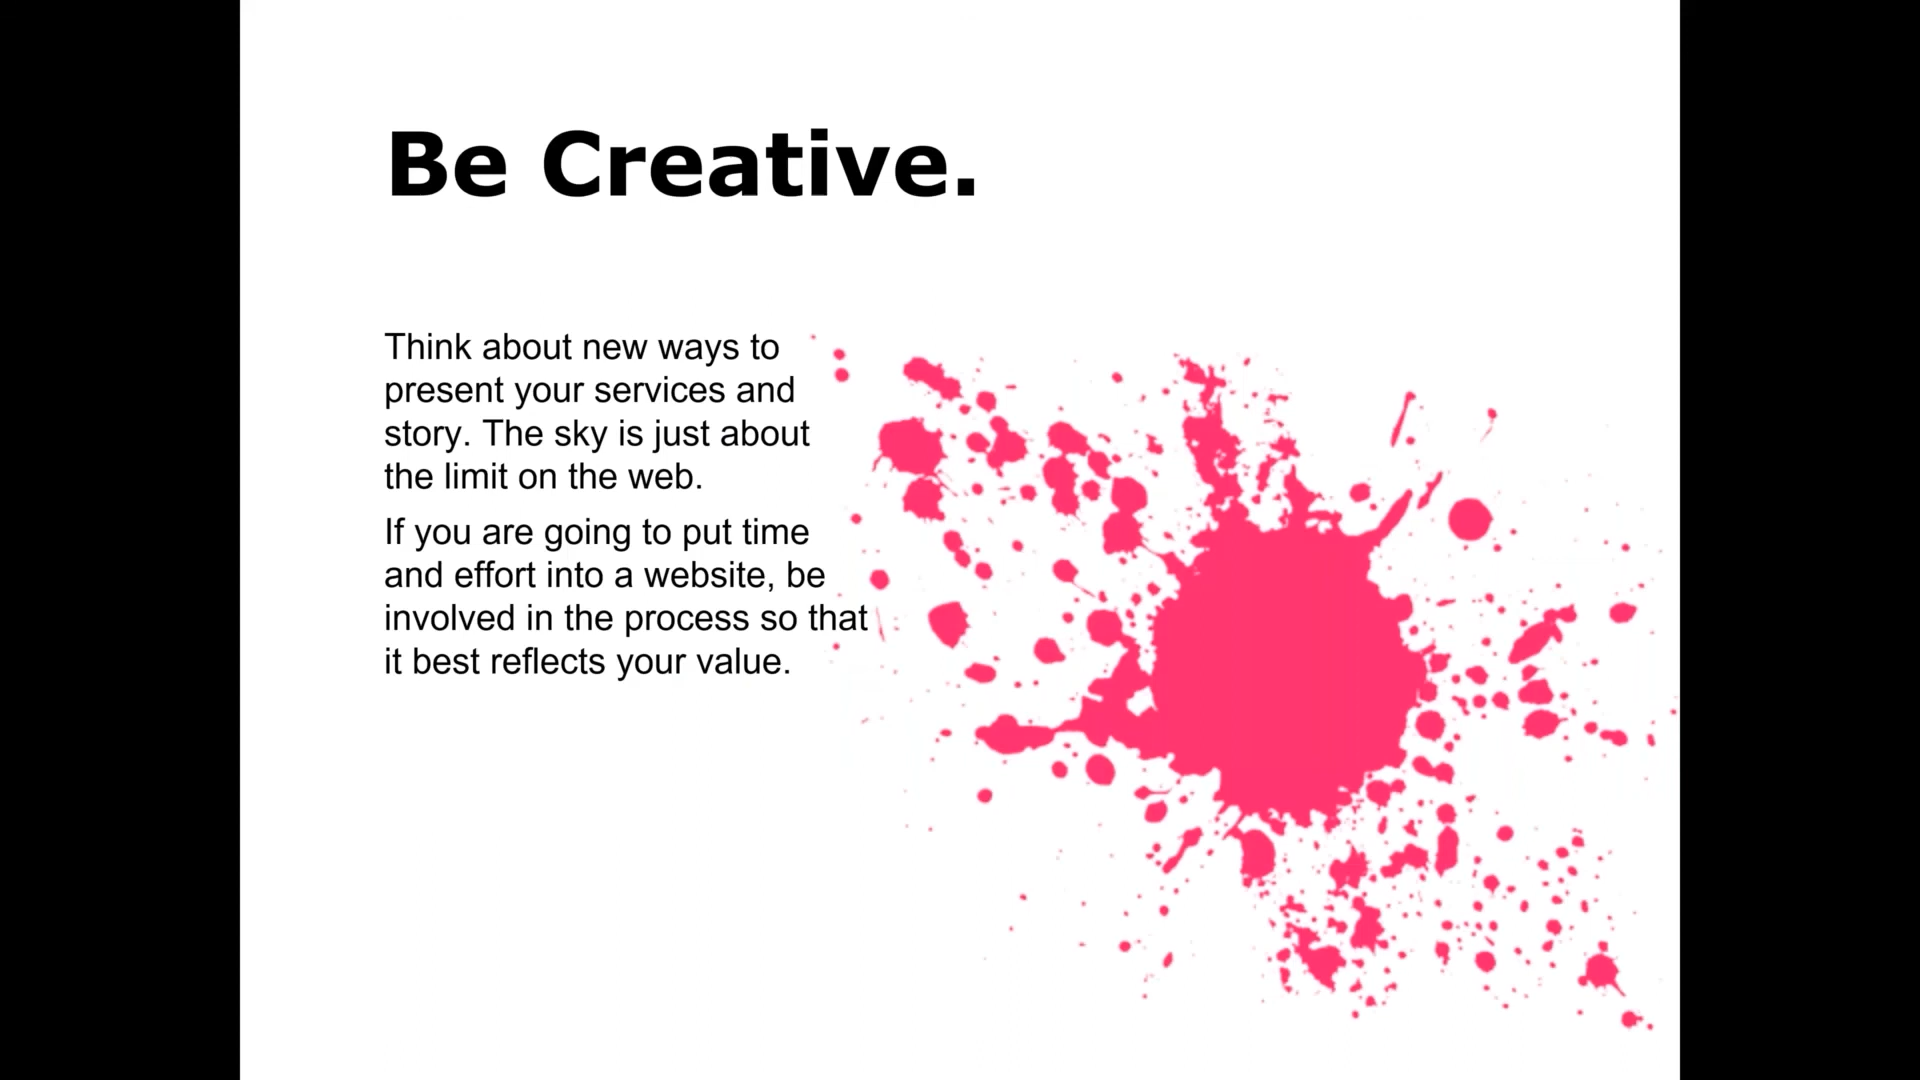 Be Creative.
Think about new ways to
present your services and
story. The sky is just about
the limit on the web.
If you are going to put time
and effort into a website, be
involved in the process so that
it best reflects your value.